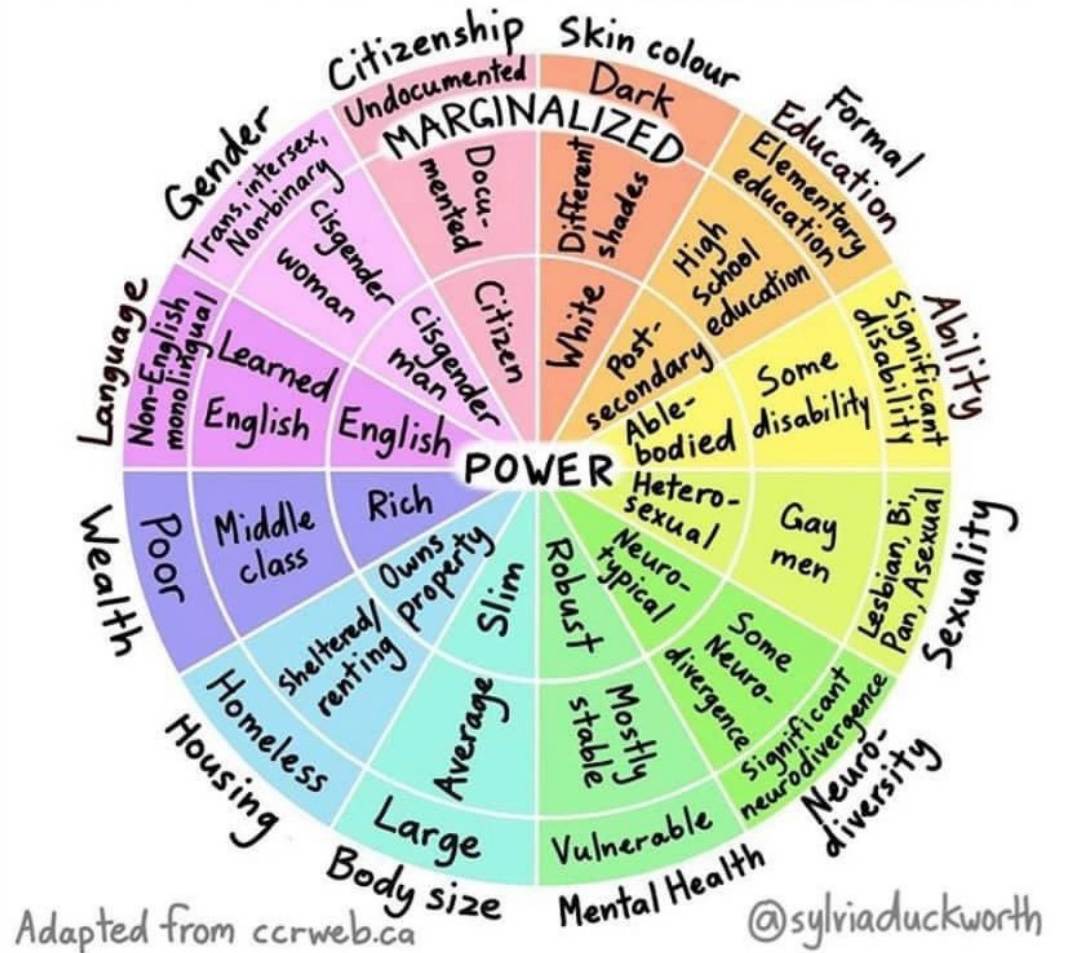 Citizenship
Undocumented
Docu-
mented
Citizen
Skin colour
Dark
Different
shades
White
Formal
Education
Elementary
education
High
School
education
Post-
secondary
Ability
Significant
disability
Some
disability
Able-
bodied
Sexuality
Lesbian, Bi,
Pan, Asexual
Gay
men
Hetero-
sexual
Neuro-
diversity
Significant
neurodivergence
Some
Neuro-
divergence
Neuro-
typical
Mental Health
Vulnerable
Mostly
stable
Robust
Body size
Large
Average
Slim
Housing
Homeless
Sheltered/
renting
Owns
property
Wealth
Poor
Middle
class
Rich
Language
Non-English
monolingual
Learned
English
English
Gender
Trans, intersex,
Non-binary
cisgender
woman
cisgender
man
MARGINALIZED
POWER
Adapted from ccrweb.ca
@sylviaduckworth